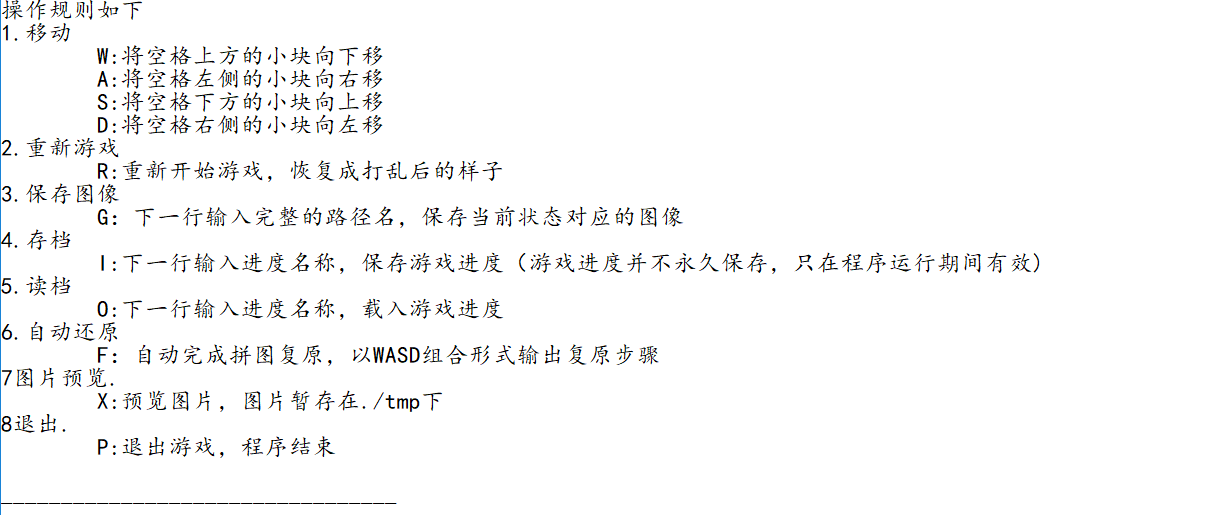 操作规则如下
1.移动
W:将空格上方的小块向下移
A:将空格左侧的小块向右移
S:将空格下方的小块向上移
D:将空格右侧的小块向左移
2.重新游戏
R:重新开始游戏，恢复成打乱后的样子
3.保存图像
G: 下一行输入完整的路径名，保存当前状态对应的图像
4.存档
I:下一行输入进度名称，保存游戏进度（游戏进度并不永久保存，只在程序运行期间有效）
5.读档
O:下一行输入进度名称，载入游戏进度
6.自动还原
F: 自动完成拼图复原，以WASD组合形式输出复原步骤
7图片预览.
X:预览图片，图片暂存在./tmp下
8退出.
P:退出游戏，程序结束
_________________________________